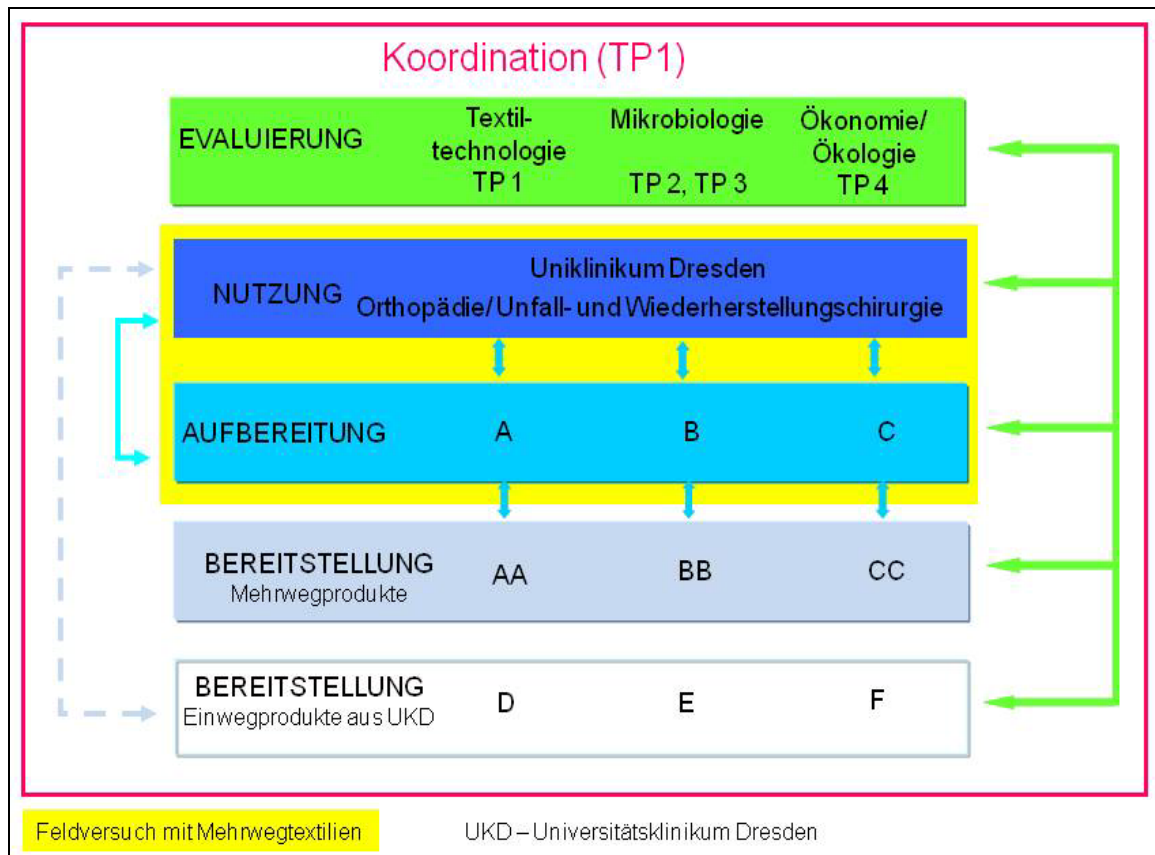 Koordination (TP1)
EVALUIERUNG
Textil-
technologie
TP 1
Mikrobiologie
TP 2, TP 3
Ökonomie/
Ökologie
TP 4
NUTZUNG
Uniklinikum Dresden
Orthopädie/ Unfall- und Wiederherstellungschirurgie
AUFBEREITUNG
A
B
C
BEREITSTELLUNG
Mehrwegprodukte
AA
BB
CC
BEREITSTELLUNG
Einwegprodukte aus UKD
D
E
F
Feldversuch mit Mehrwegtextilien
UKD – Universitätsklinikum Dresden